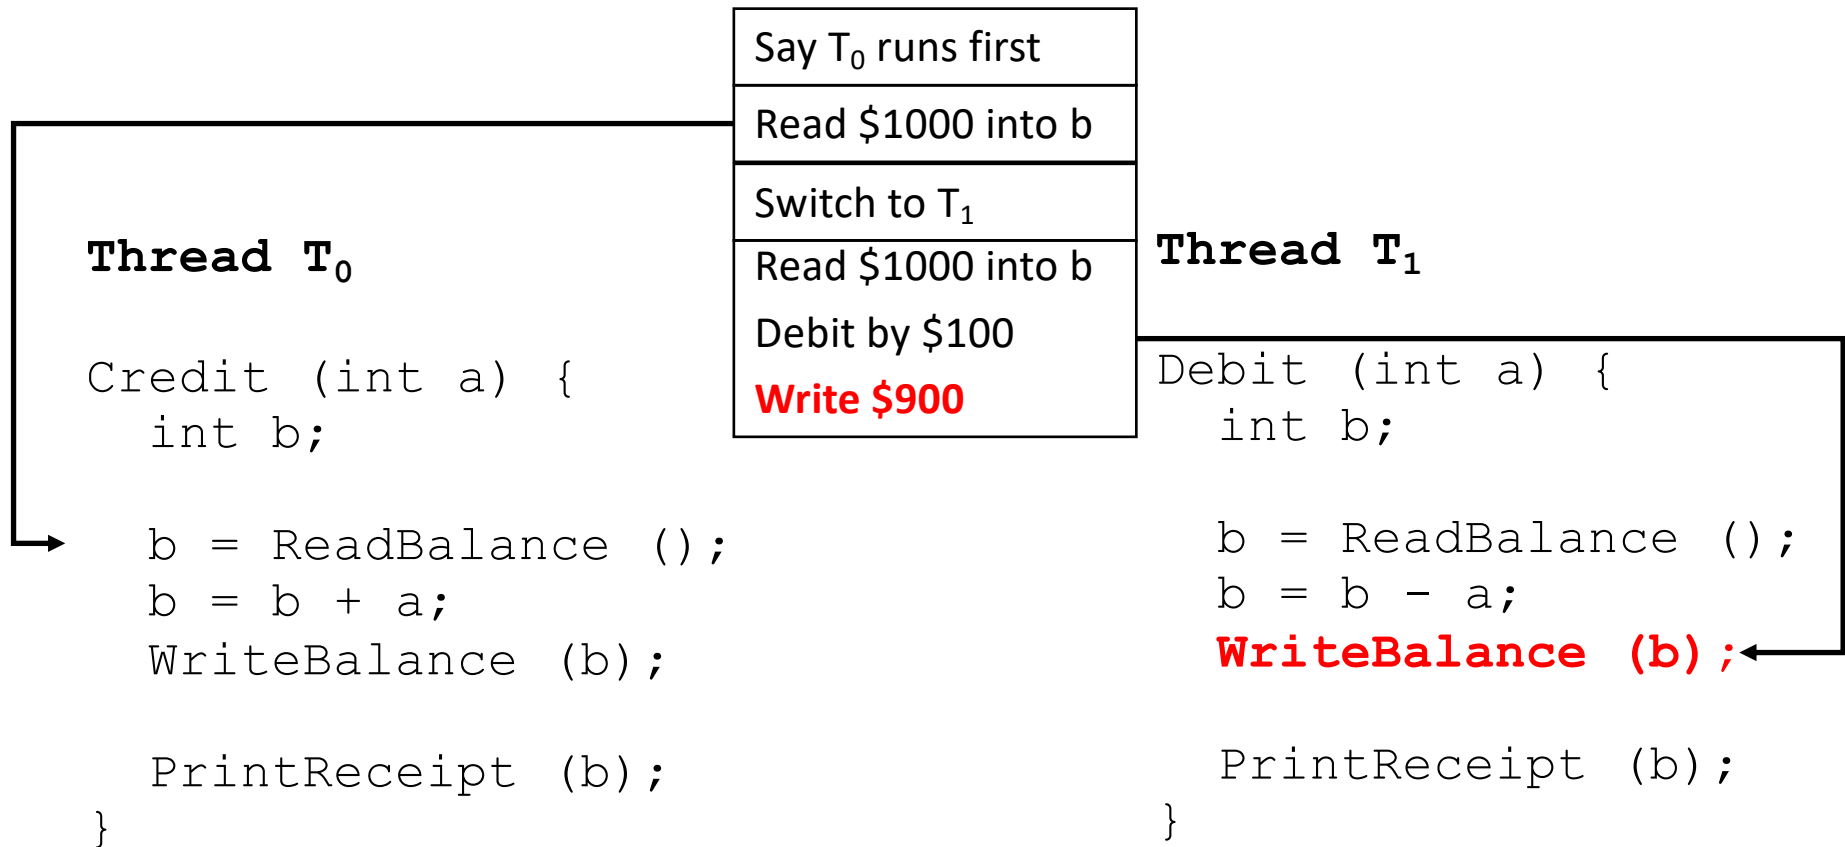 Say T₀ runs first
Read $1000 into b
Switch to T₁
Read $1000 into b
Debit by $100
Write $900
Thread T₀
Credit (int a) {
int b;
b = ReadBalance ();
b = b + a;
WriteBalance (b);
PrintReceipt (b);
}
Thread T₁
Debit (int a) {
int b;
b = ReadBalance ();
b = b - a;
WriteBalance (b);
PrintReceipt (b);
}